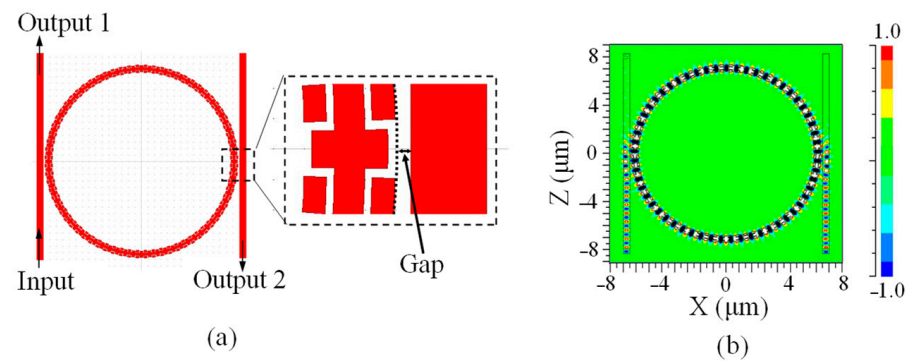 Output 1
Input
Output 2
Gap
(a)
8
4
0
-4
-8
Z (μm)
-8
-4
0
4
8
X (μm)
1.0
-1.0
(b)